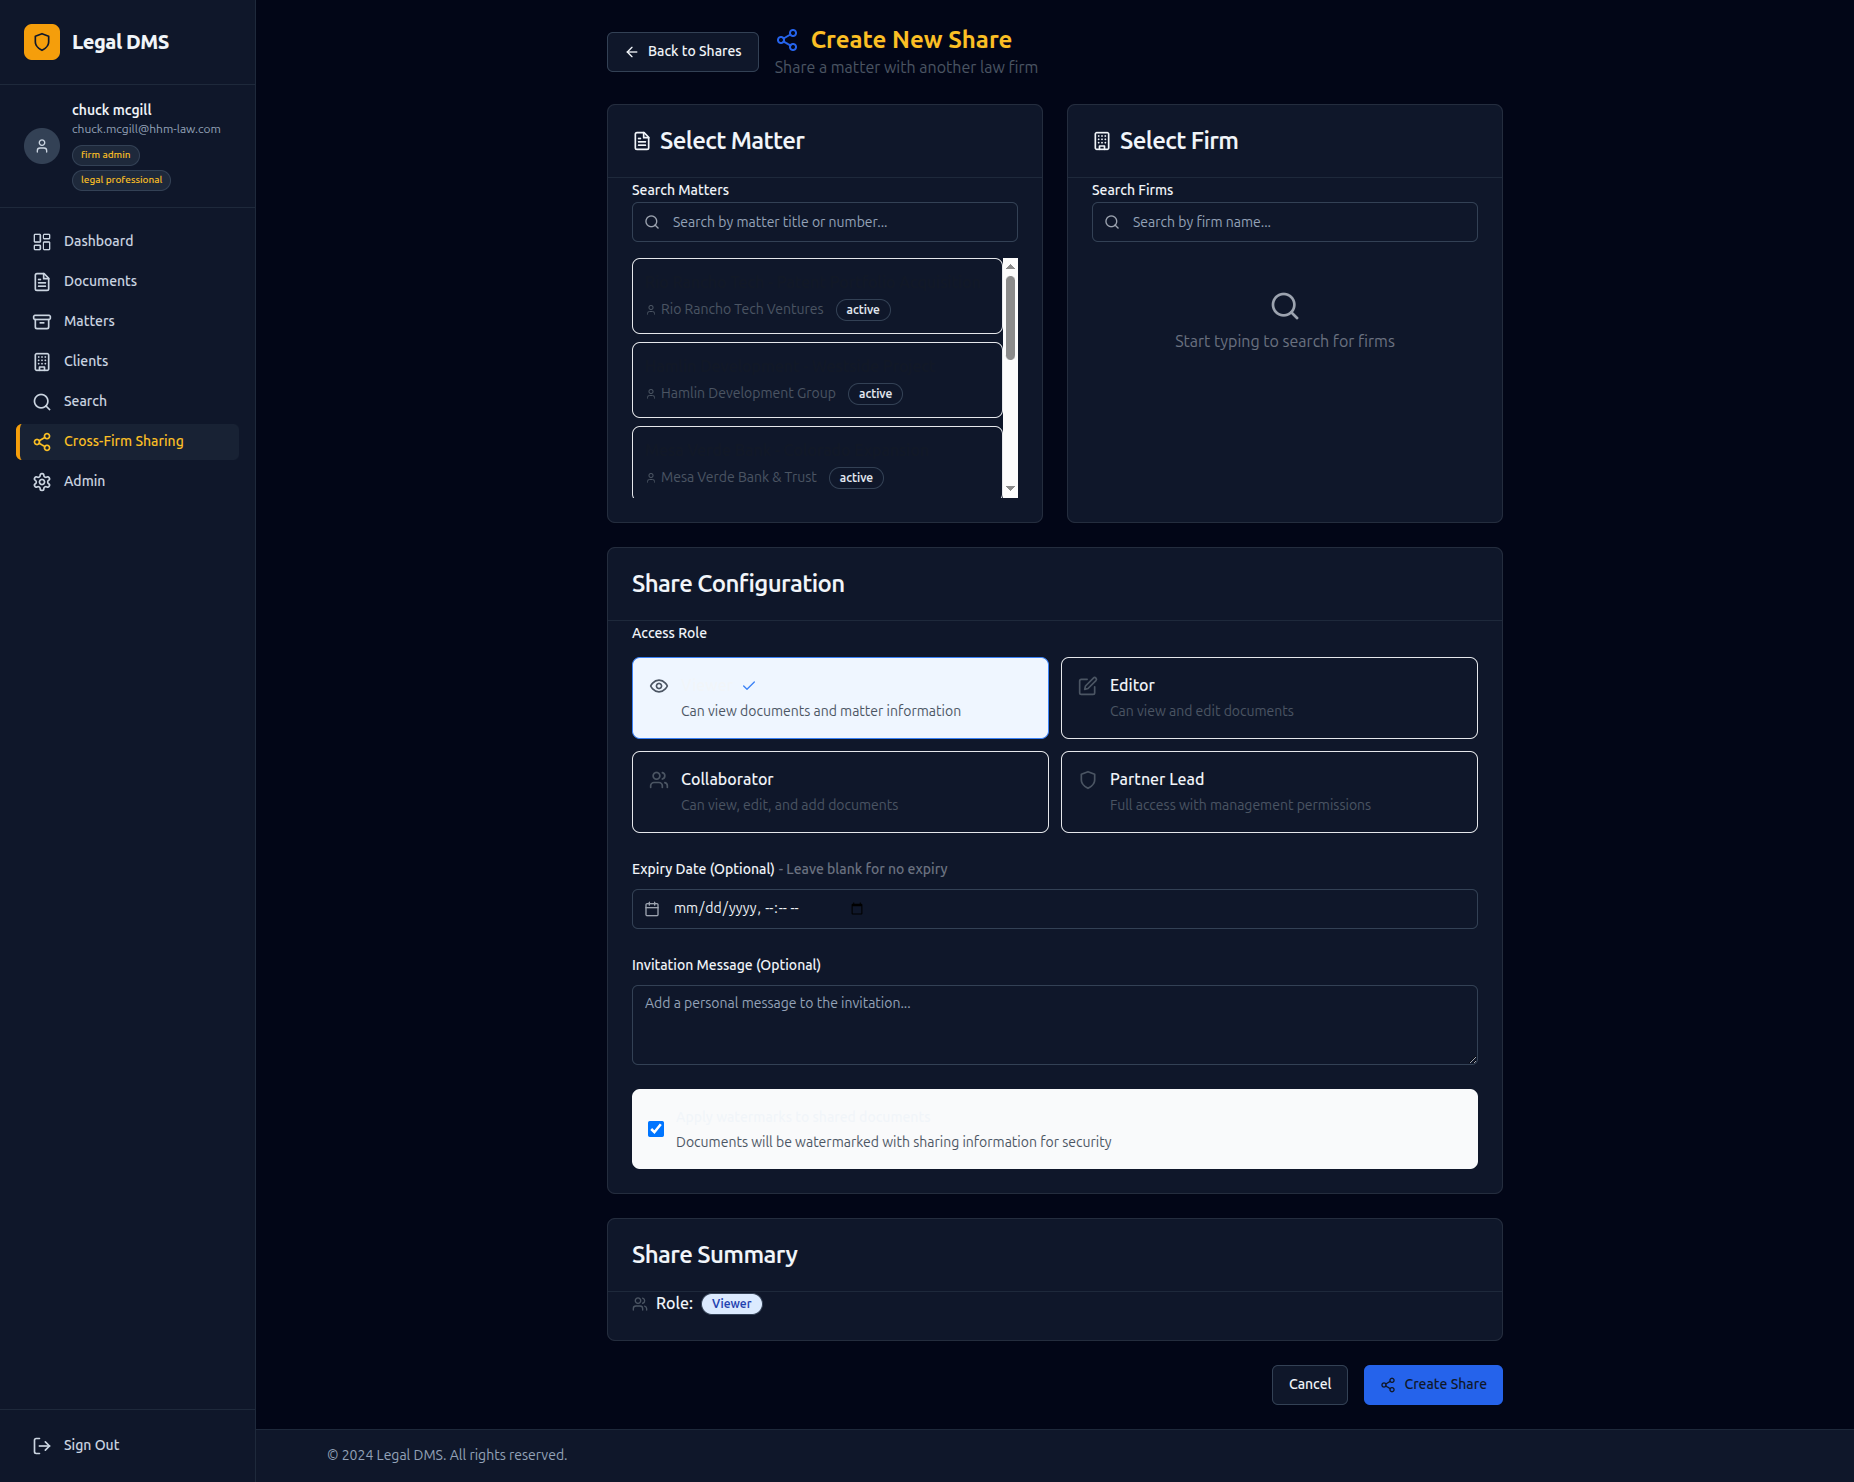 Legal DMS
chuck mcgill
chuck.mcgill@hhm-law.com
firm admin
legal professional
Dashboard
Documents
Matters
Clients
Search
Cross-Firm Sharing
Admin
Sign Out
Back to Shares
Create New Share
Share a matter with another law firm
Select Matter
Search Matters
Search by matter title or number...
Rio Rancho Tech Ventures active
Hamlin Development Group active
Mesa Verde Bank & Trust active
Select Firm
Search Firms
Search by firm name...
Start typing to search for firms
Share Configuration
Access Role
Can view documents and matter information
Editor
Can view and edit documents
Collaborator
Can view, edit, and add documents
Partner Lead
Full access with management permissions
Expiry Date (Optional) - Leave blank for no expiry
mm/dd/yyyy, --:-- --
Invitation Message (Optional)
Add a personal message to the invitation...
Apply watermarks to shared documents
Documents will be watermarked with sharing information for security
Share Summary
Role: Viewer
Cancel
Create Share
© 2024 Legal DMS. All rights reserved.